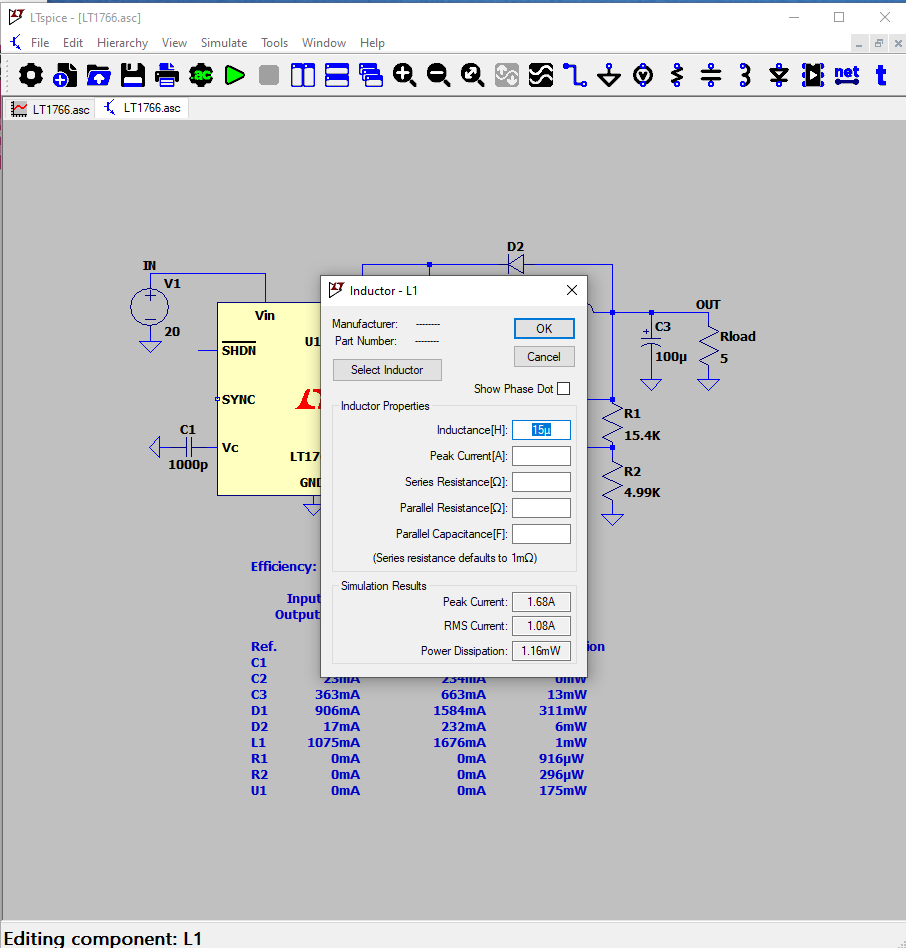 LTspice - [LT1766.asc]
File Edit Hierarchy View Simulate Tools Window Help
ac net t
LT1766.asc LT1766.asc
D2
IN
V1
20
Vin
SHDN
U1
SYNC
C1
1000p
Vc
LT17
GND
OUT
C3
100µ
Rload
5
R1
15.4K
R2
4.99K
Inductor - L1
Manufacturer: --------
Part Number: --------
OK
Cancel
Select Inductor
Show Phase Dot
Inductor Properties
Inductance[H]: 15µ
Peak Current[A]:
Series Resistance[Ω]:
Parallel Resistance[Ω]:
Parallel Capacitance[F]:
(Series resistance defaults to 1mΩ)
Simulation Results
Peak Current: 1.68A
RMS Current: 1.08A
Power Dissipation: 1.16mW
Efficiency:
Input
Output
Ref. ion
C1
C2 23mA 234mA 0mW
C3 363mA 663mA 13mW
D1 906mA 1584mA 311mW
D2 17mA 232mA 6mW
L1 1075mA 1676mA 1mW
R1 0mA 0mA 916µW
R2 0mA 0mA 296µW
U1 0mA 0mA 175mW
Editing component: L1